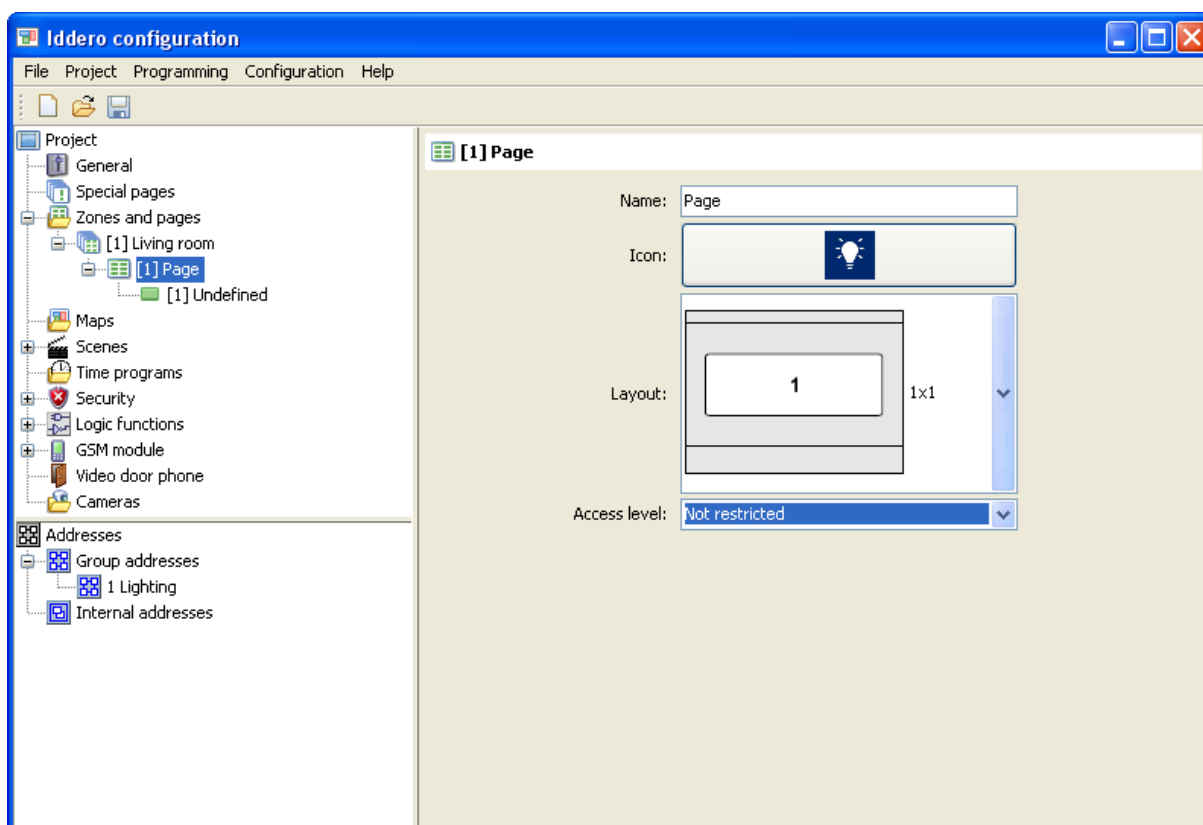 Iddero configuration
File Project Programming Configuration Help
Project
General
Special pages
Zones and pages
[1] Living room
[1] Page
[1] Undefined
Maps
Scenes
Time programs
Security
Logic functions
GSM module
Video door phone
Cameras
Addresses
Group addresses
1 Lighting
Internal addresses
[1] Page
Name: Page
Icon:
Layout: 1 1x1
Access level: Not restricted